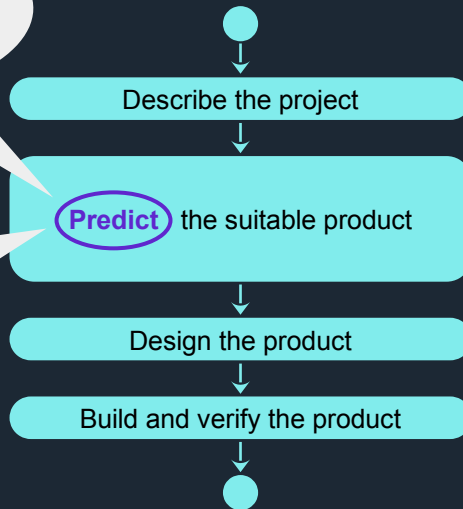 Describe the project
Predict the suitable product
Design the product
Build and verify the product